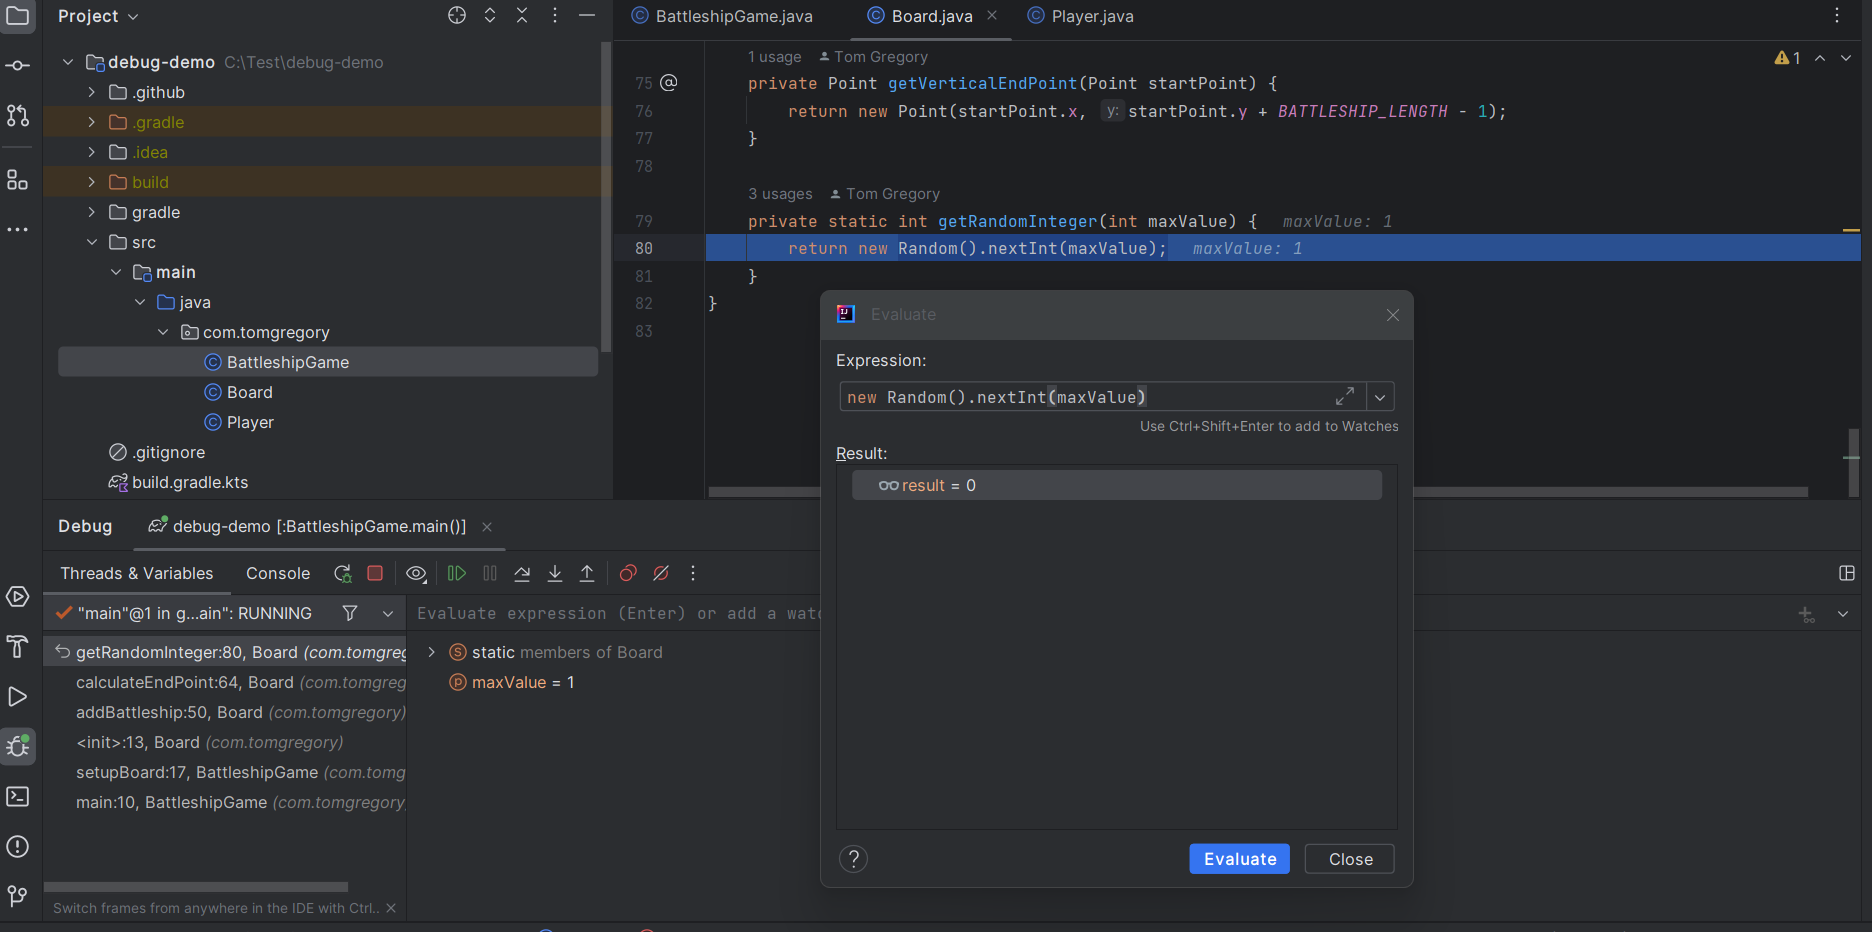 Project
debug-demo C:\Test\debug-demo
.github
.gradle
.idea
build
gradle
src
main
java
com.tomgregory
BattleshipGame
Board
Player
.gitignore
build.gradle.kts
BattleshipGame.java
Board.java
Player.java
1 usage Tom Gregory
1
75 @ private Point getVerticalEndPoint(Point startPoint) {
76 return new Point(startPoint.x, y: startPoint.y + BATTLESHIP_LENGTH - 1);
77 }
78
3 usages Tom Gregory
79 private static int getRandomInteger(int maxValue) { maxValue: 1
80 return new Random().nextInt(maxValue); maxValue: 1
81 }
82 }
83
Evaluate
Expression:
new Random().nextInt(maxValue)
Use Ctrl+Shift+Enter to add to Watches
Result:
result = 0
? Evaluate Close
Debug debug-demo [:BattleshipGame.main()]
Threads & Variables Console
"main"@1 in g...ain": RUNNING
Evaluate expression (Enter) or add a watc
getRandomInteger:80, Board (com.tomgreg
calculateEndPoint:64, Board (com.tomgreg
addBattleship:50, Board (com.tomgregory)
<init>:13, Board (com.tomgregory)
setupBoard:17, BattleshipGame (com.tomg
main:10, BattleshipGame (com.tomgregory
static members of Board
maxValue = 1
Switch frames from anywhere in the IDE with Ctrl..